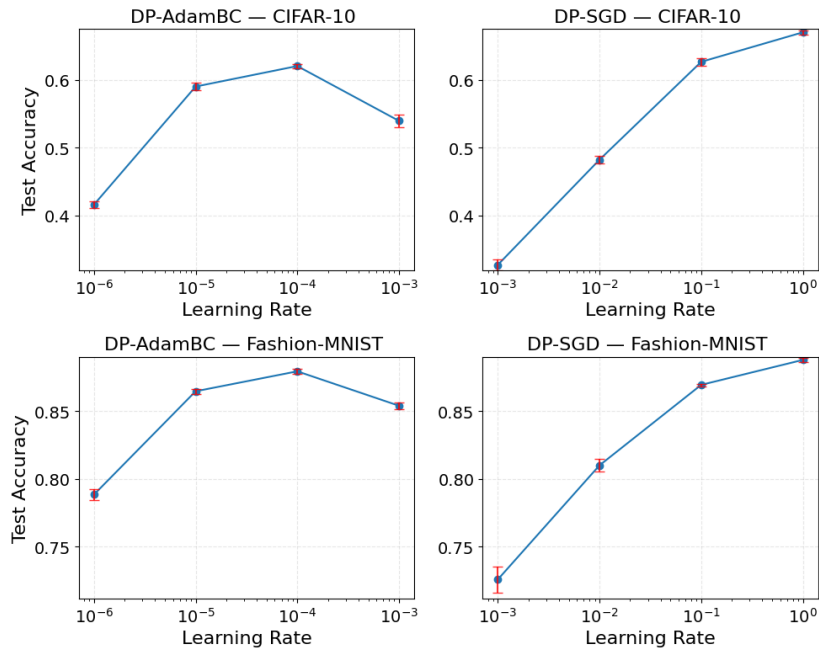 DP-AdamBC — CIFAR-10
Test Accuracy
0.6
0.5
0.4
10⁻⁶ 10⁻⁵ 10⁻⁴ 10⁻³
Learning Rate
DP-SGD — CIFAR-10
0.6
0.5
0.4
10⁻³ 10⁻² 10⁻¹ 10⁰
Learning Rate
DP-AdamBC — Fashion-MNIST
Test Accuracy
0.85
0.80
0.75
10⁻⁶ 10⁻⁵ 10⁻⁴ 10⁻³
Learning Rate
DP-SGD — Fashion-MNIST
0.85
0.80
0.75
10⁻³ 10⁻² 10⁻¹ 10⁰
Learning Rate